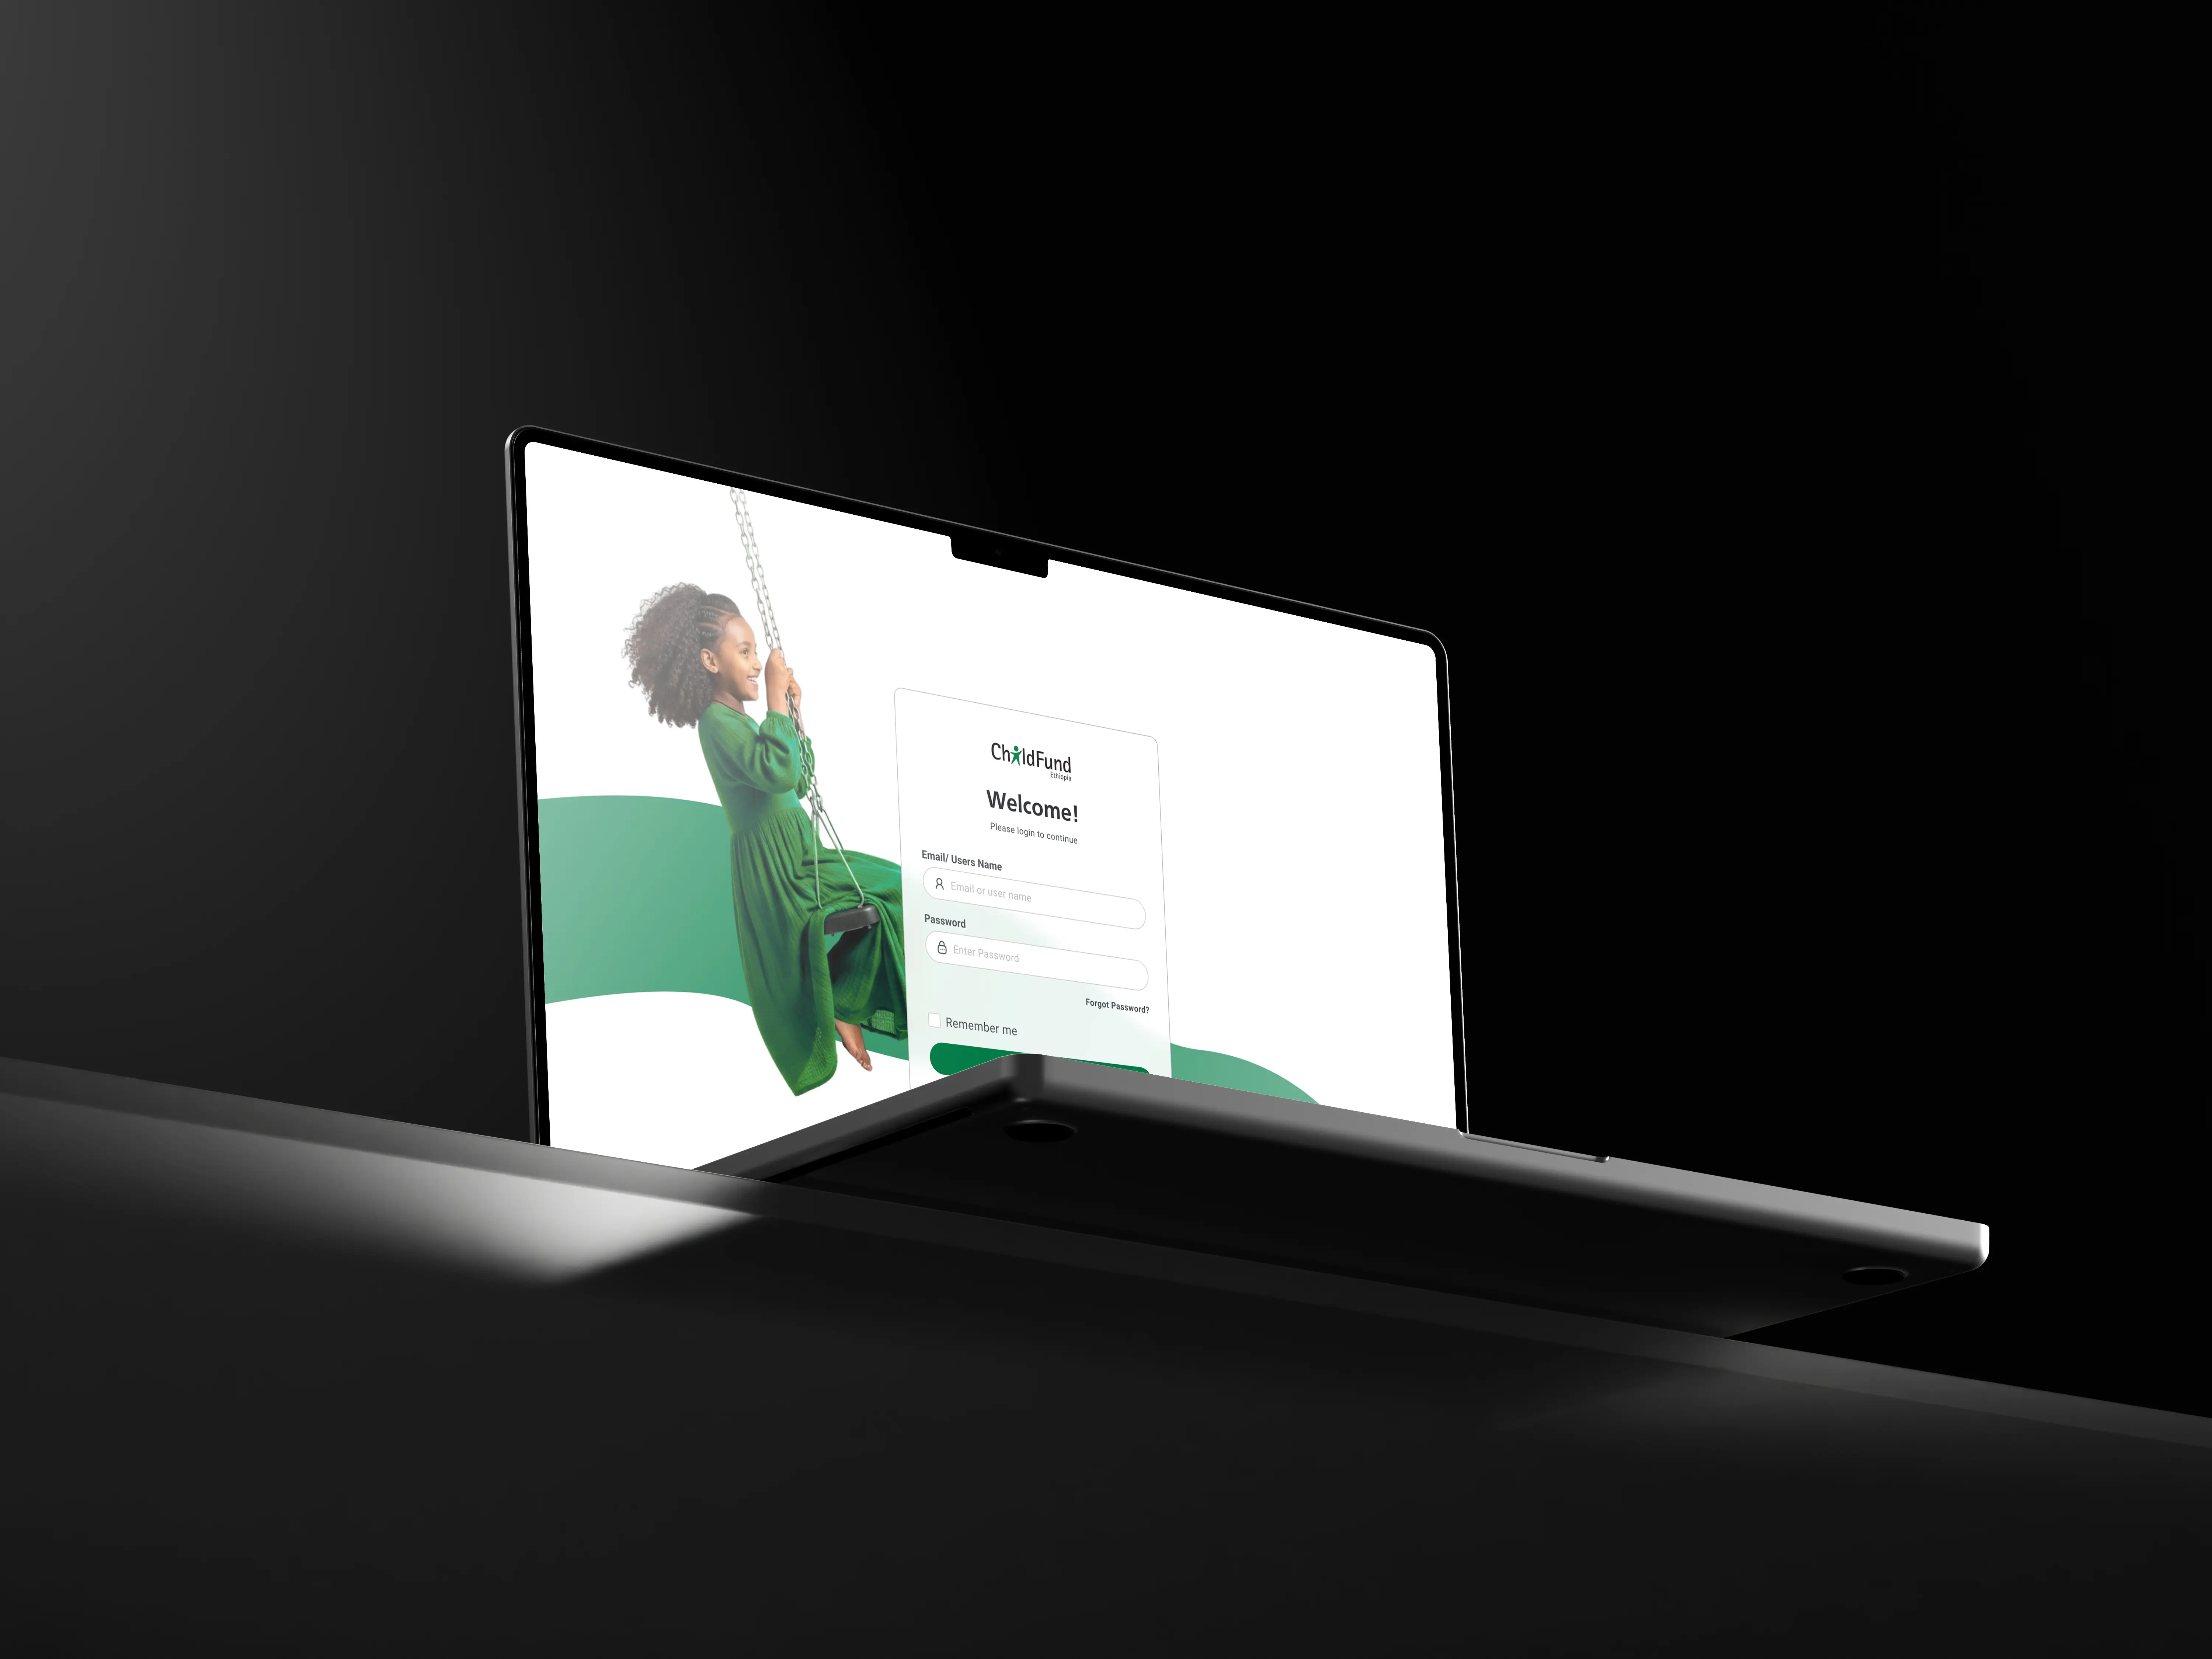 ChildFund
Ethiopia
Welcome!
Please login to continue
Email/ Users Name
Email or user name
Password
Enter Password
Forgot Password?
Remember me